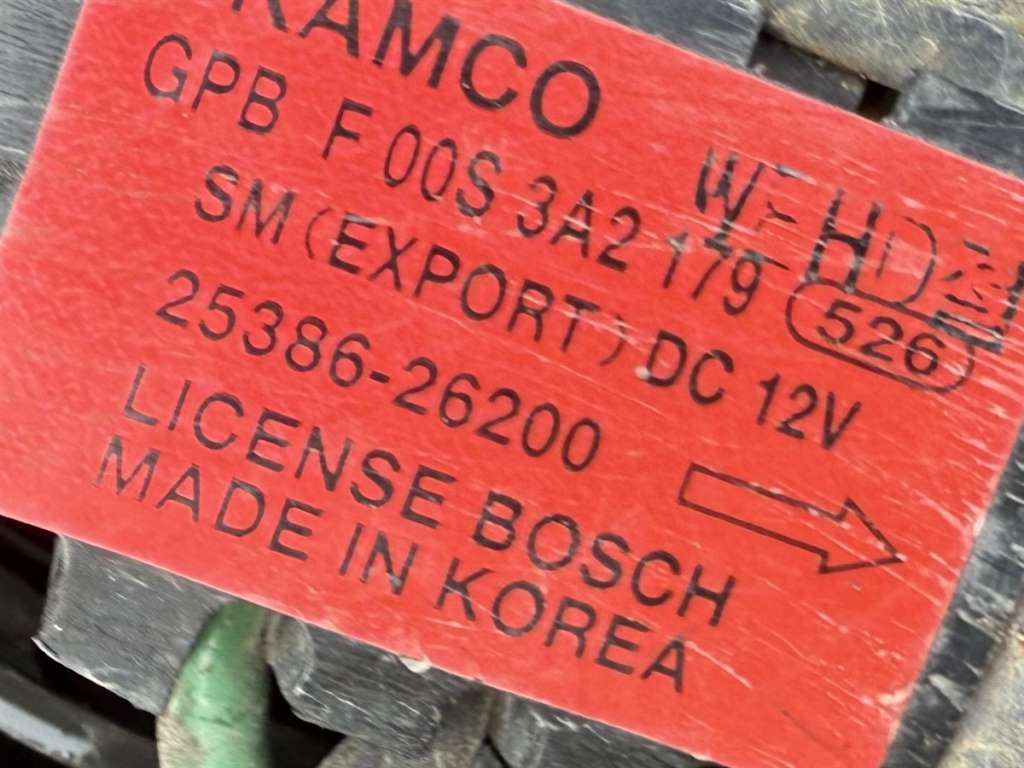 KAMCO
GPB F 00S 3A2 179
SM (EXPORT) DC 12V
526
25386-26200
LICENSE BOSCH
MADE IN KOREA